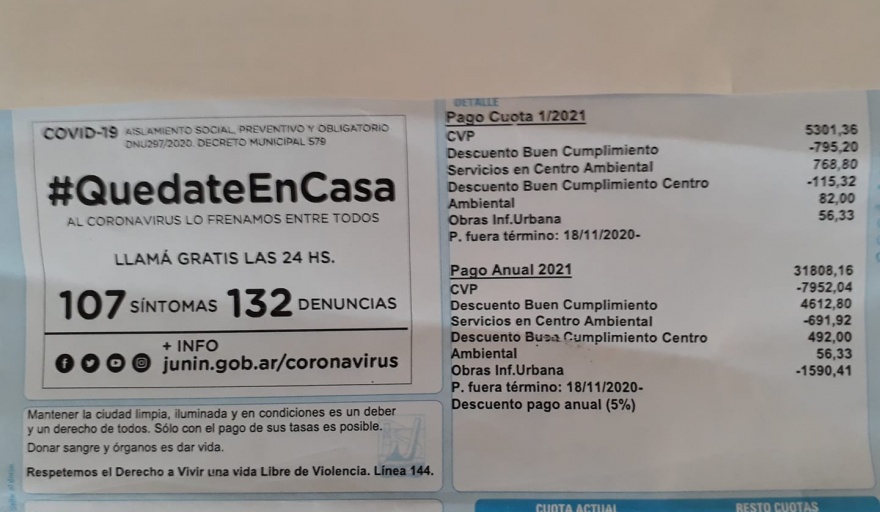 COVID-19 AISLAMIENTO SOCIAL, PREVENTIVO Y OBLIGATORIO
DNU297/2020. DECRETO MUNICIPAL 579
#QuedateEnCasa
AL CORONAVIRUS LO FRENAMOS ENTRE TODOS
LLAMÁ GRATIS LAS 24 HS.
107 SÍNTOMAS 132 DENUNCIAS
+ INFO
junin.gob.ar/coronavirus
Mantener la ciudad limpia, iluminada y en condiciones es un deber
y un derecho de todos. Sólo con el pago de sus tasas es posible.
Donar sangre y órganos es dar vida.
Respetemos el Derecho a Vivir una vida Libre de Violencia. Línea 144.
DETALLE
Pago Cuota 1/2021
CVP 5301,36
Descuento Buen Cumplimiento -795,20
Servicios en Centro Ambiental 768,80
Descuento Buen Cumplimiento Centro -115,32
Ambiental 82,00
Obras Inf.Urbana 56,33
P. fuera término: 18/11/2020-
Pago Anual 2021 31808,16
CVP -7952,04
Descuento Buen Cumplimiento 4612,80
Servicios en Centro Ambiental -691,92
Descuento Buen Cumplimiento Centro 492,00
Ambiental 56,33
Obras Inf.Urbana -1590,41
P. fuera término: 18/11/2020-
Descuento pago anual (5%)
CUOTA ACTUAL RESTO CUOTAS